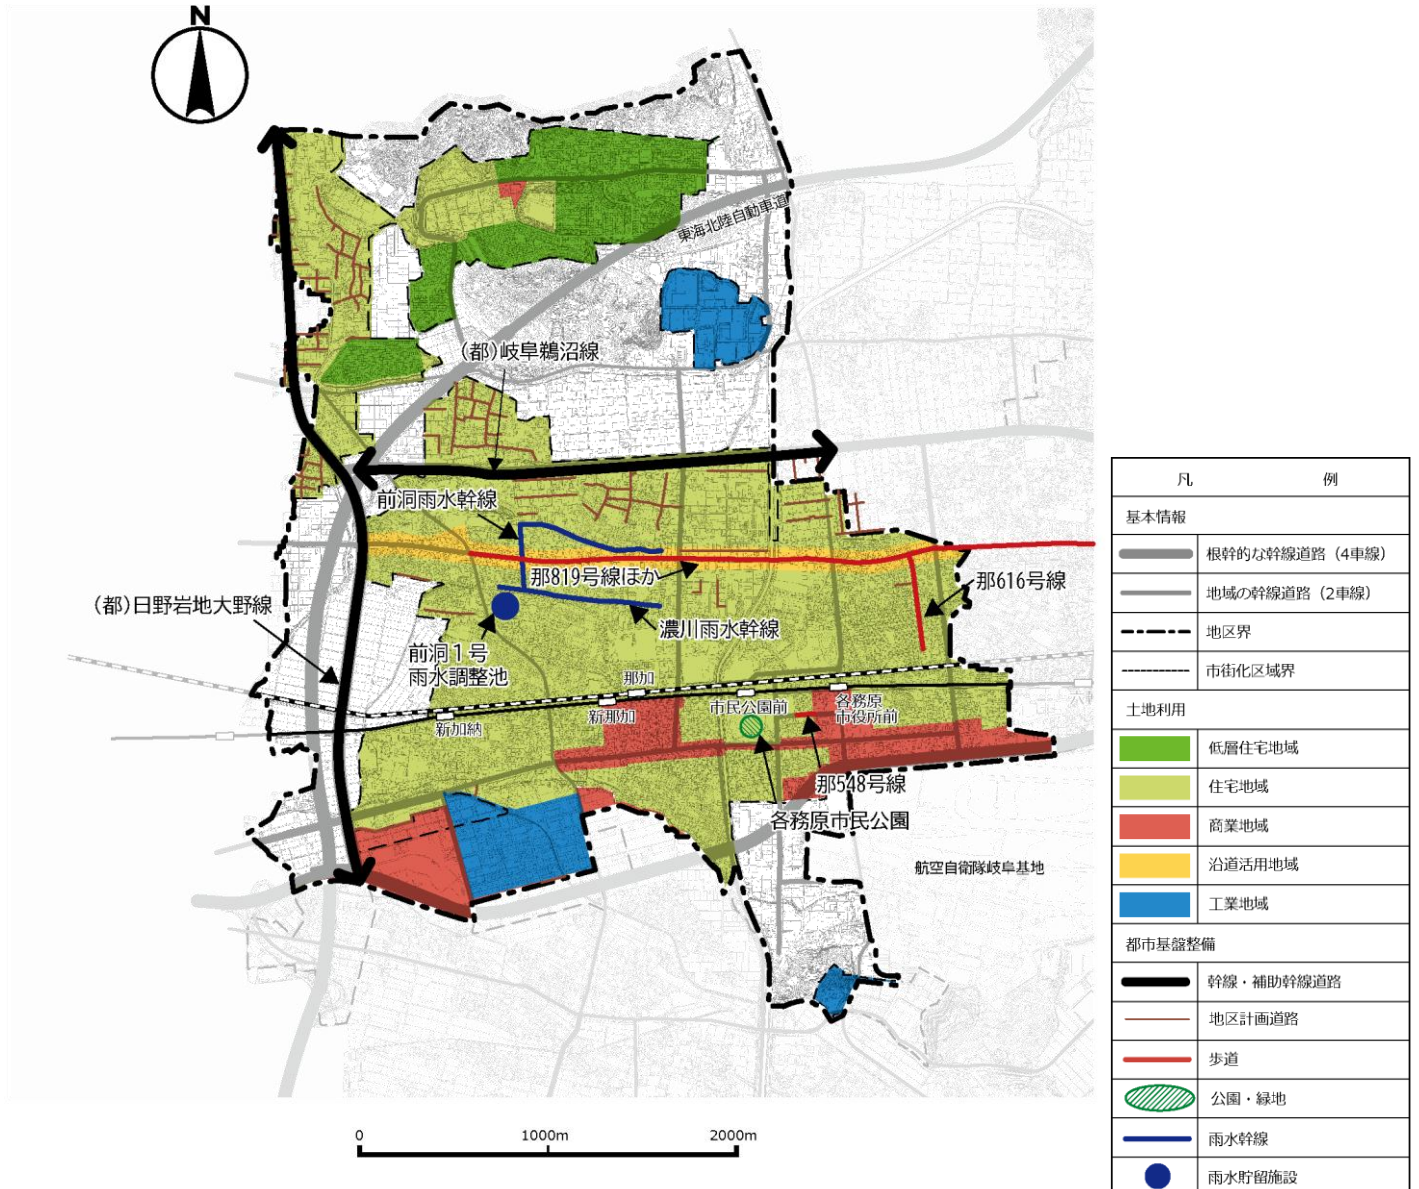 N
東海北陸自動車道
(都)岐阜鵜沼線
前洞雨水幹線
那819号線ほか
那616号線
(都)日野岩地大野線
濃川雨水幹線
前洞1号
雨水調整池
那加
新那加
新加納
市民公園前
各務原
市役所前
那548号線
各務原市民公園
航空自衛隊岐阜基地
0 1000m 2000m
凡 例
基本情報
根幹的な幹線道路(4車線)
地域の幹線道路(2車線)
地区界
市街化区域界
土地利用
低層住宅地域
住宅地域
商業地域
沿道活用地域
工業地域
都市基盤整備
幹線・補助幹線道路
地区計画道路
歩道
公園・緑地
雨水幹線
雨水貯留施設